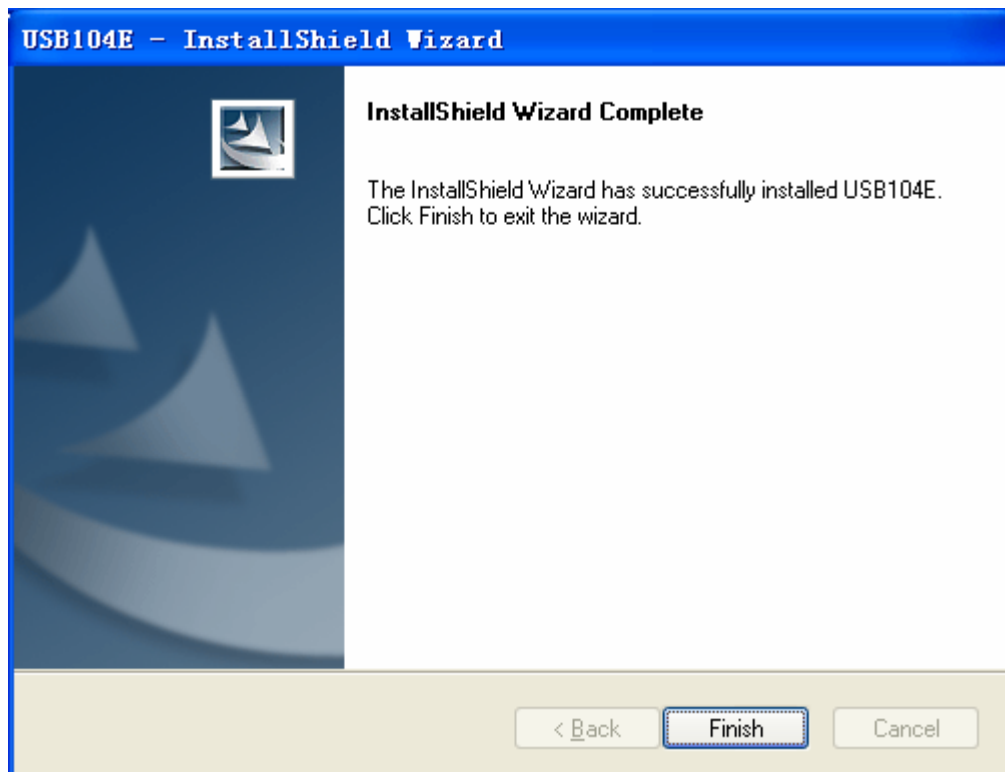 USB104E - InstallShield Wizard
InstallShield Wizard Complete
The InstallShield Wizard has successfully installed USB104E.
Click Finish to exit the wizard.
< Back
Finish
Cancel